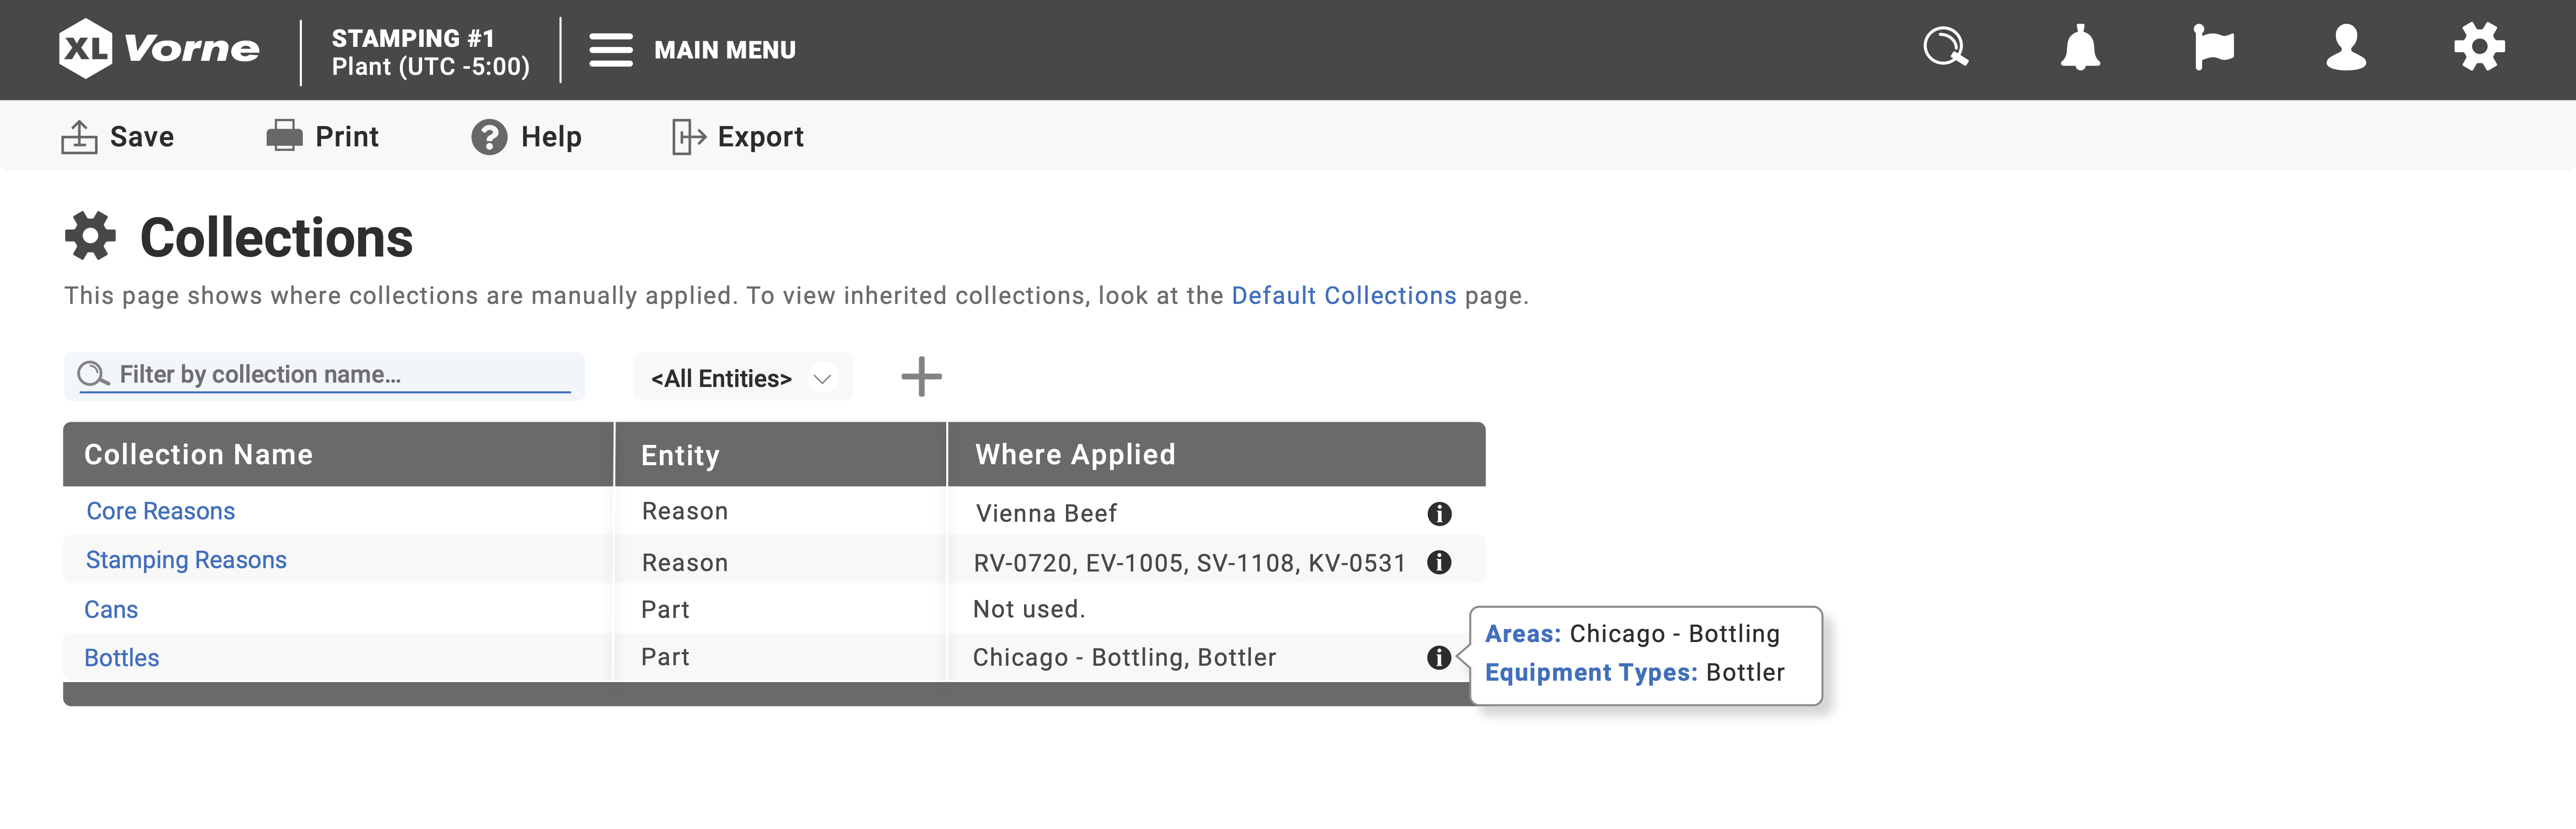 XL Vorne
STAMPING #1
Plant (UTC -5:00)
MAIN MENU
Save
Print
Help
Export
Collections
This page shows where collections are manually applied. To view inherited collections, look at the Default Collections page.
Filter by collection name...
<All Entities>
Collection Name Entity Where Applied
Core Reasons Reason Vienna Beef
Stamping Reasons Reason RV-0720, EV-1005, SV-1108, KV-0531
Cans Part Not used.
Bottles Part Chicago - Bottling, Bottler
Areas: Chicago - Bottling
Equipment Types: Bottler